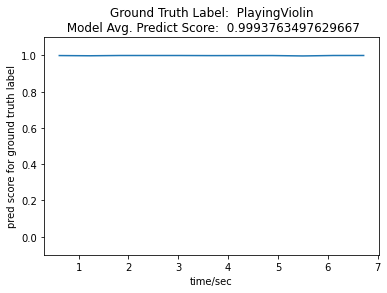 Ground Truth Label:  PlayingViolin
Model Avg. Predict Score:  0.9993763497629667
pred score for ground truth label
1.0
0.8
0.6
0.4
0.2
0.0
1 2 3 4 5 6 7
time/sec